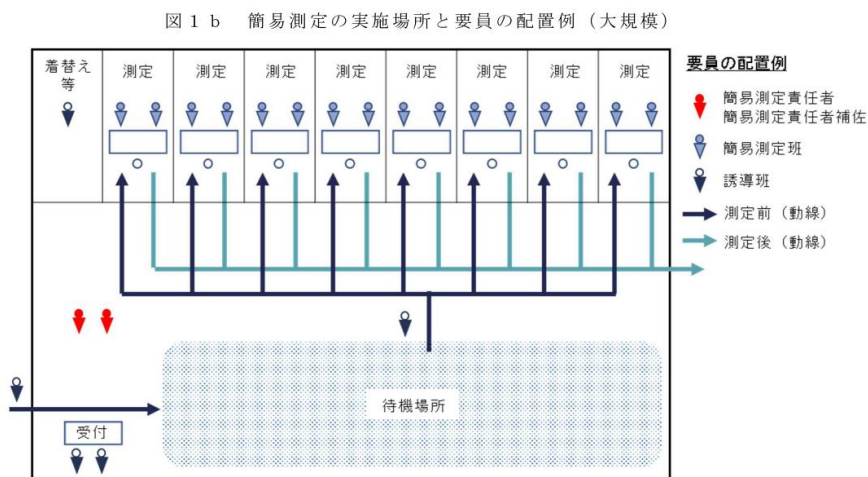 図１ｂ　簡易測定の実施場所と要員の配置例（大規模）
着替え
等
測定
測定
測定
測定
測定
測定
測定
測定
要員の配置例
簡易測定責任者
簡易測定責任者補佐
簡易測定班
誘導班
測定前（動線）
測定後（動線）
待機場所
受付